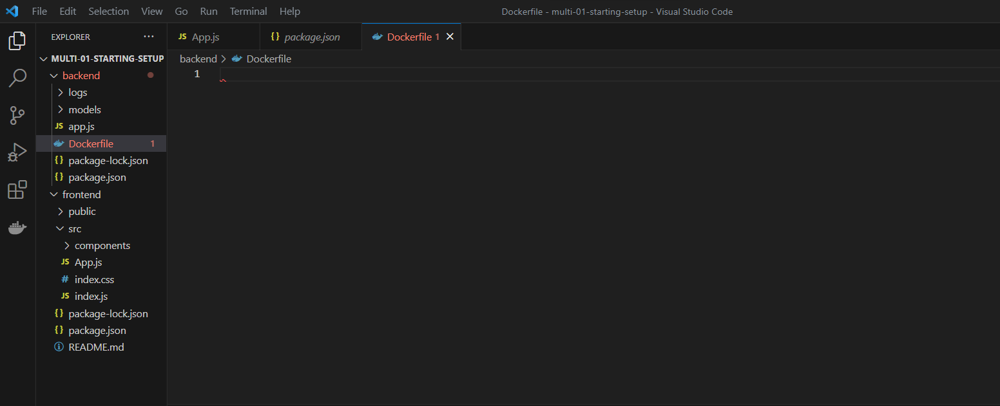 File Edit Selection View Go Run Terminal Help
Dockerfile - multi-01-starting-setup - Visual Studio Code
EXPLORER ···
MULTI-01-STARTING-SETUP
backend
logs
models
JS app.js
Dockerfile 1
{} package-lock.json
{} package.json
frontend
public
src
components
JS App.js
# index.css
JS index.js
{} package-lock.json
{} package.json
README.md
JS App.js
{} package.json
Dockerfile 1
backend > Dockerfile
1